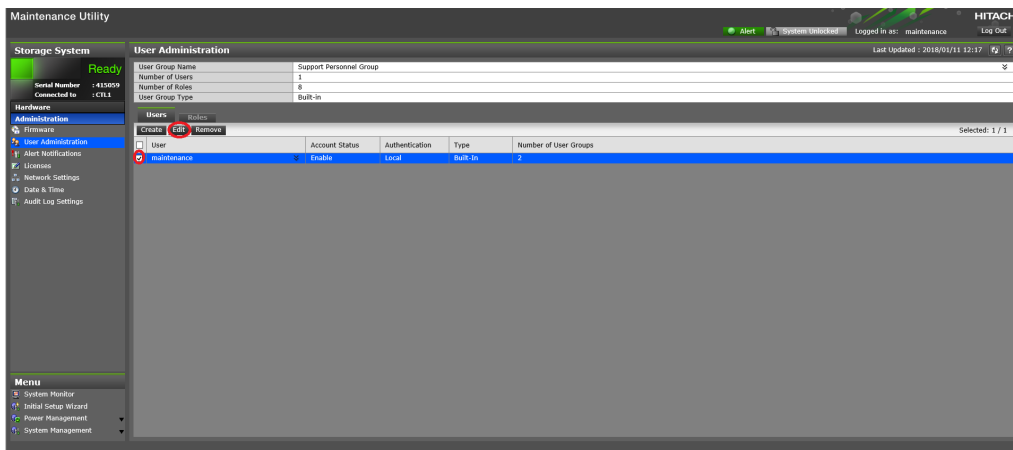 Maintenance Utility
HITACH
Alert System Unlocked Logged in as: maintenance Log Out
Storage System
Ready
Serial Number : 415059
Connected to : CTL1
Hardware
Administration
Firmware
User Administration
Alert Notifications
Licenses
Network Settings
Date & Time
Audit Log Settings
Menu
System Monitor
Initial Setup Wizard
Power Management
System Management
User Administration Last Updated : 2018/01/11 12:17 ?
User Group Name Support Personnel Group
Number of Users 1
Number of Roles 8
User Group Type Built-in
Users Roles
Create Edit Remove Selected: 1 / 1
User Account Status Authentication Type Number of User Groups
maintenance Enable Local Built-In 2